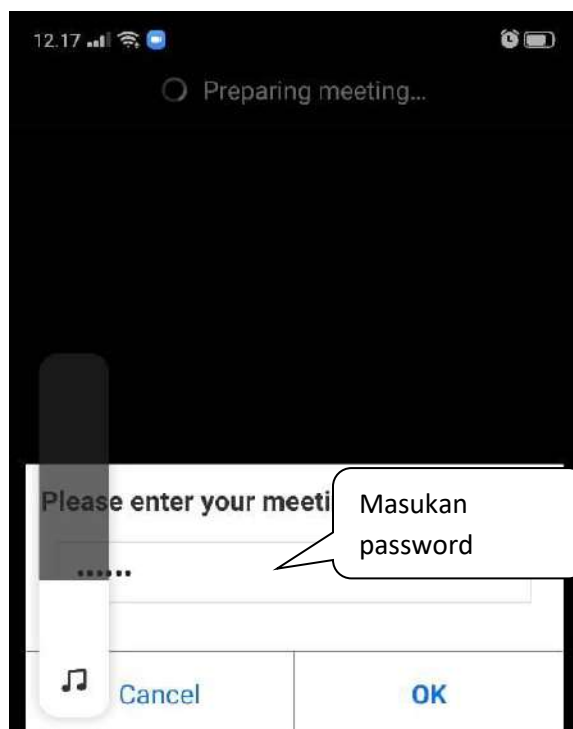 12.17
Preparing meeting...
Please enter your meeti
Masukan
password
......
Cancel
OK